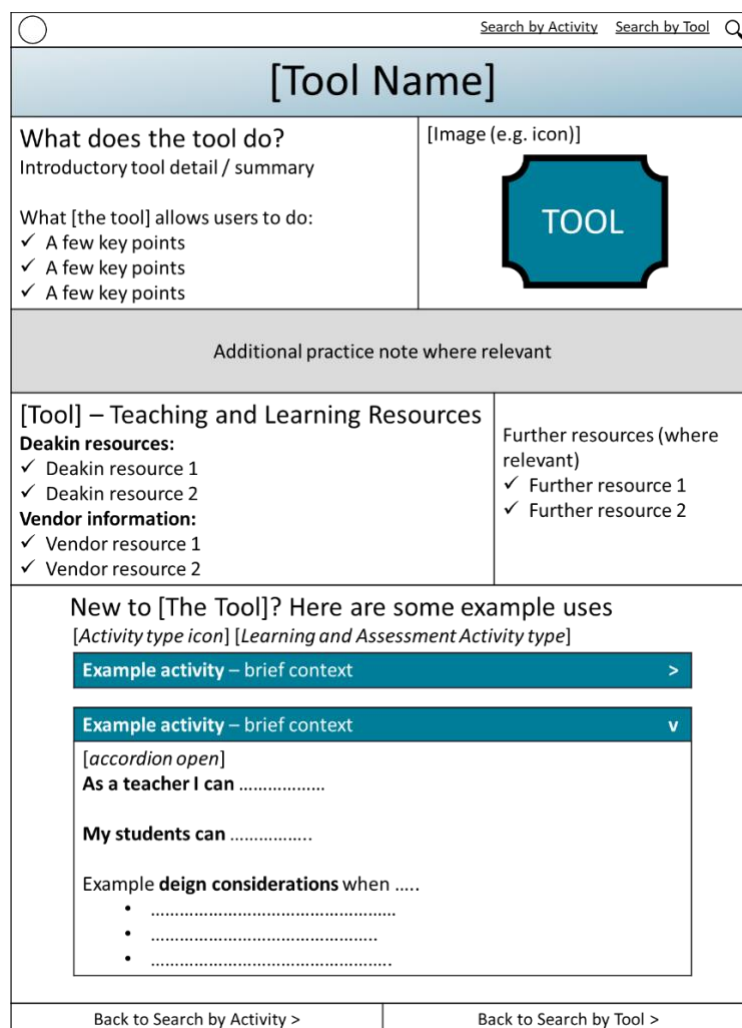 Search by Activity Search by Tool
[Tool Name]
What does the tool do?
Introductory tool detail / summary
What [the tool] allows users to do:
✓ A few key points
✓ A few key points
✓ A few key points
[Image (e.g. icon)]
TOOL
Additional practice note where relevant
[Tool] – Teaching and Learning Resources
Deakin resources:
✓ Deakin resource 1
✓ Deakin resource 2
Vendor information:
✓ Vendor resource 1
✓ Vendor resource 2
Further resources (where
relevant)
✓ Further resource 1
✓ Further resource 2
New to [The Tool]? Here are some example uses
[Activity type icon] [Learning and Assessment Activity type]
Example activity – brief context >
Example activity – brief context v
[accordion open]
As a teacher I can ………………
My students can ……………..
Example deign considerations when …..
• ……………………………………………
• …………………………………………
• ……………………………………………
Back to Search by Activity >
Back to Search by Tool >